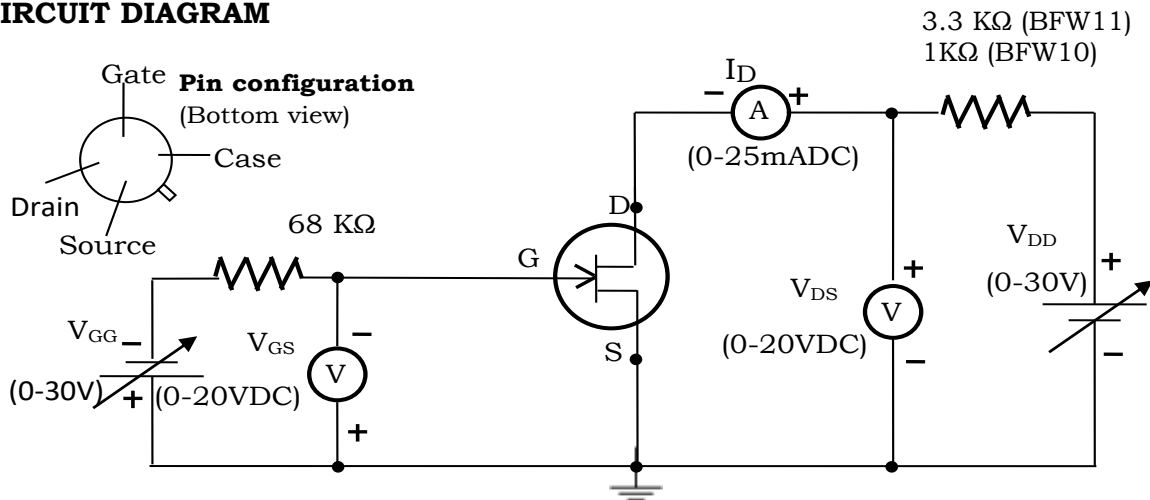 IRCUIT DIAGRAM
3.3 KΩ (BFW11)
1KΩ (BFW10)
Gate
Pin configuration
(Bottom view)
Case
Drain
Source
I_D
− +
A
(0-25mADC)
68 KΩ
D
G
S
V_DD
+
(0-30V)
−
V_DS
+
V
(0-20VDC)
−
V_GG
−
(0-30V)
+
V_GS
−
V
(0-20VDC)
+